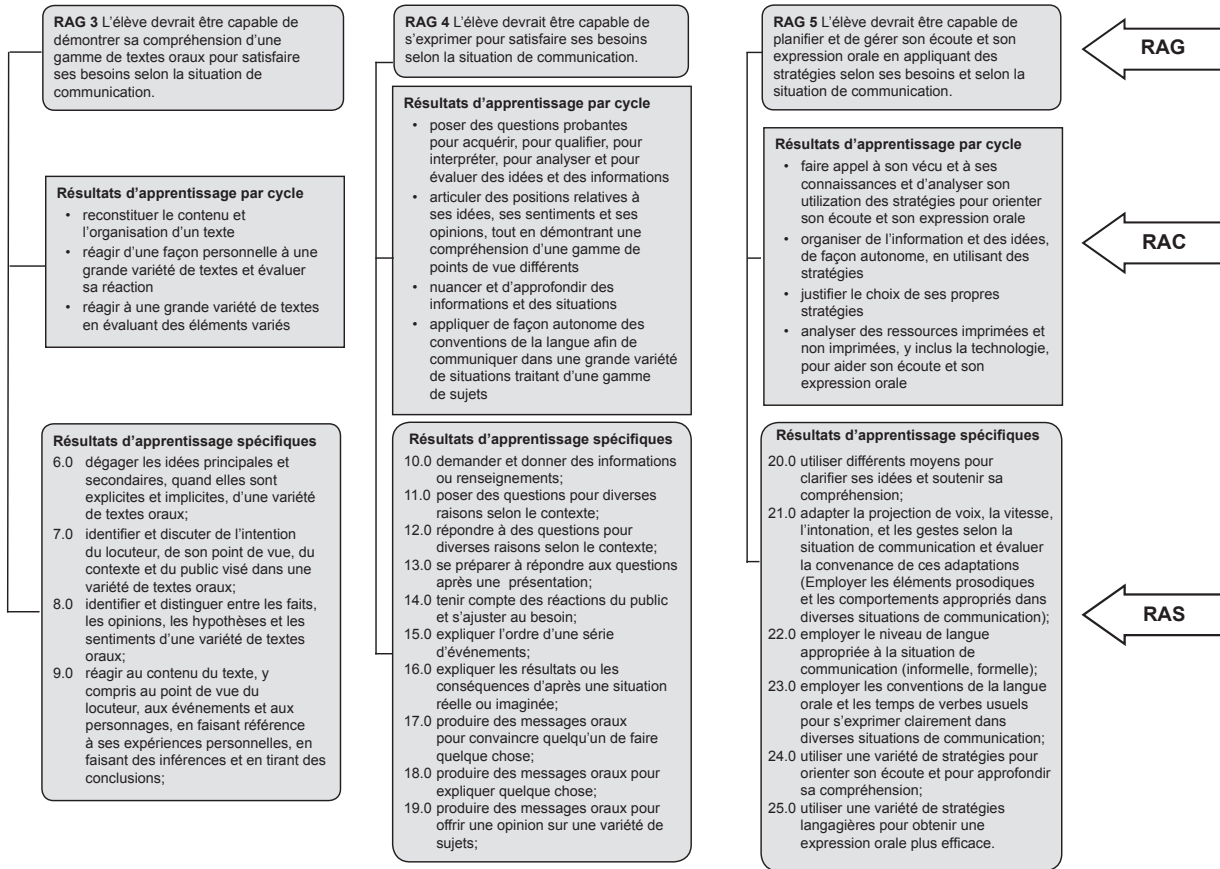 RAG 3 L’élève devrait être capable de
démontrer sa compréhension d’une
gamme de textes oraux pour satisfaire
ses besoins selon la situation de
communication.
Résultats d’apprentissage par cycle
• reconstituer le contenu et
l’organisation d’un texte
• réagir d’une façon personnelle à une
grande variété de textes et évaluer
sa réaction
• réagir à une grande variété de textes
en évaluant des éléments variés
Résultats d’apprentissage spécifiques
6.0 dégager les idées principales et
secondaires, quand elles sont
explicites et implicites, d’une variété
de textes oraux;
7.0 identifier et discuter de l’intention
du locuteur, de son point de vue, du
contexte et du public visé dans une
variété de textes oraux;
8.0 identifier et distinguer entre les faits,
les opinions, les hypothèses et les
sentiments d’une variété de textes
oraux;
9.0 réagir au contenu du texte, y
compris au point de vue du
locuteur, aux événements et aux
personnages, en faisant référence
à ses expériences personnelles, en
faisant des inférences et en tirant des
conclusions;
RAG 4 L’élève devrait être capable de
s’exprimer pour satisfaire ses besoins
selon la situation de communication.
Résultats d’apprentissage par cycle
• poser des questions probantes
pour acquérir, pour qualifier, pour
interpréter, pour analyser et pour
évaluer des idées et des informations
• articuler des positions relatives à
ses idées, ses sentiments et ses
opinions, tout en démontrant une
compréhension d’une gamme de
points de vue différents
• nuancer et d’approfondir des
informations et des situations
• appliquer de façon autonome des
conventions de la langue afin de
communiquer dans une grande variété
de situations traitant d’une gamme
de sujets
Résultats d’apprentissage spécifiques
10.0 demander et donner des informations
ou renseignements;
11.0 poser des questions pour diverses
raisons selon le contexte;
12.0 répondre à des questions pour
diverses raisons selon le contexte;
13.0 se préparer à répondre aux questions
après une présentation;
14.0 tenir compte des réactions du public
et s’ajuster au besoin;
15.0 expliquer l’ordre d’une série
d’événements;
16.0 expliquer les résultats ou les
conséquences d’après une situation
réelle ou imaginée;
17.0 produire des messages oraux
pour convaincre quelqu’un de faire
quelque chose;
18.0 produire des messages oraux pour
expliquer quelque chose;
19.0 produire des messages oraux pour
offrir une opinion sur une variété de
sujets;
RAG 5 L’élève devrait être capable de
planifier et de gérer son écoute et son
expression orale en appliquant des
stratégies selon ses besoins et selon la
situation de communication.
Résultats d’apprentissage par cycle
• faire appel à son vécu et à ses
connaissances et d’analyser son
utilization des stratégies pour orienter
son écoute et son expression orale
• organiser de l’information et des idées,
de façon autonome, en utilisant des
stratégies
• justifier le choix de ses propres
stratégies
• analyser des ressources imprimées et
non imprimées, y inclus la technologie,
pour aider son écoute et son
expression orale
Résultats d’apprentissage spécifiques
20.0 utiliser différents moyens pour
clarifier ses idées et soutenir sa
compréhension;
21.0 adapter la projection de voix, la vitesse,
l’intonation, et les gestes selon la
situation de communication et évaluer
la convenance de ces adaptations
(Employer les éléments prosodiques
et les comportements appropriés dans
diverses situations de communication);
22.0 employer le niveau de langue
appropriée à la situation de
communication (informelle, formelle);
23.0 employer les conventions de la langue
orale et les temps de verbes usuels
pour s’exprimer clairement dans
diverses situations de communication;
24.0 utiliser une variété de stratégies pour
orienter son écoute et pour approfondir
sa compréhension;
25.0 utiliser une variété de stratégies
langagières pour obtenir une
expression orale plus efficace.
RAG
RAC
RAS